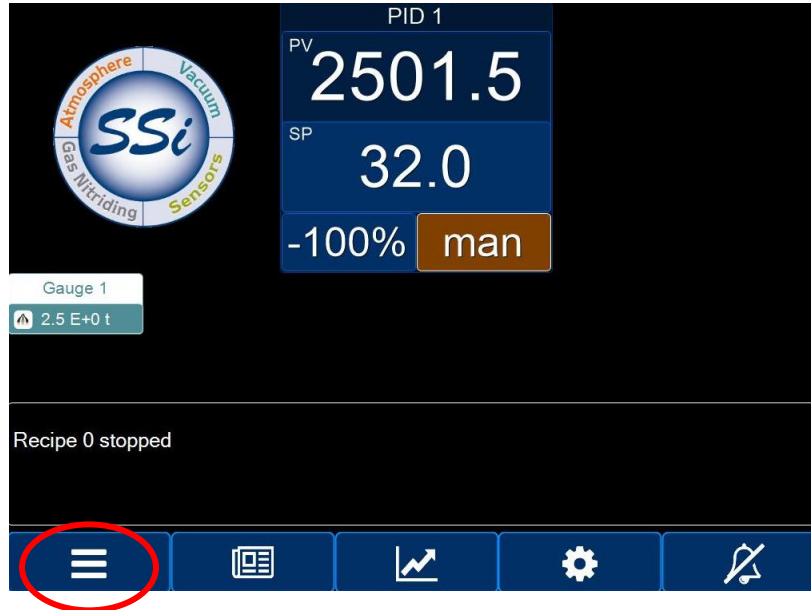 PID 1
PV
2501.5
SP
32.0
-100% man
Atmosphere
Vacuum
SSi
Gas Nitriding
Sensors
Gauge 1
2.5 E+0 t
Recipe 0 stopped